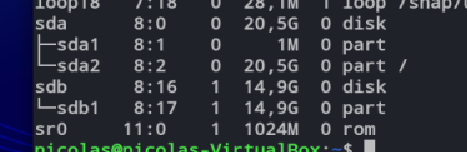 loop18 7:18 0 28,1M 1 loop /snap/
sda 8:0 0 20,5G 0 disk
├─sda1 8:1 0 1M 0 part
└─sda2 8:2 0 20,5G 0 part /
sdb 8:16 1 14,9G 0 disk
└─sdb1 8:17 1 14,9G 0 part
sr0 11:0 1 1024M 0 rom
nicolas@nicolas-VirtualBox:~$